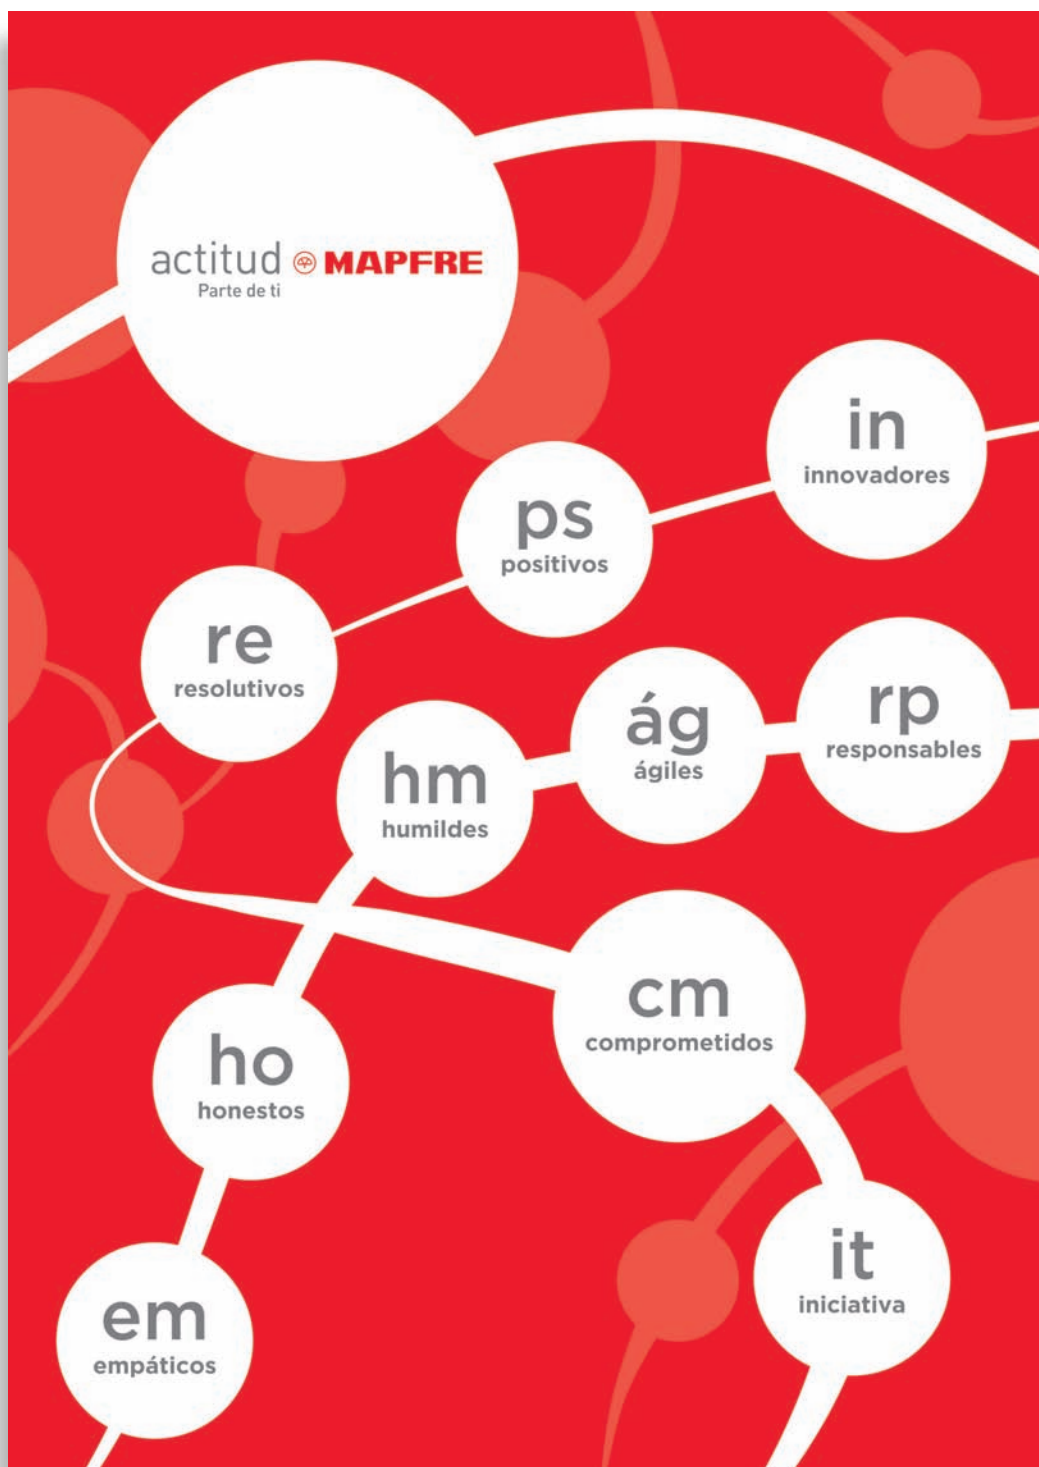 actitud MAPFRE
Parte de ti
in
innovadores
ps
positivos
re
resolutivos
rp
responsables
ág
ágiles
hm
humildes
cm
comprometidos
ho
honestos
it
iniciativa
em
empáticos